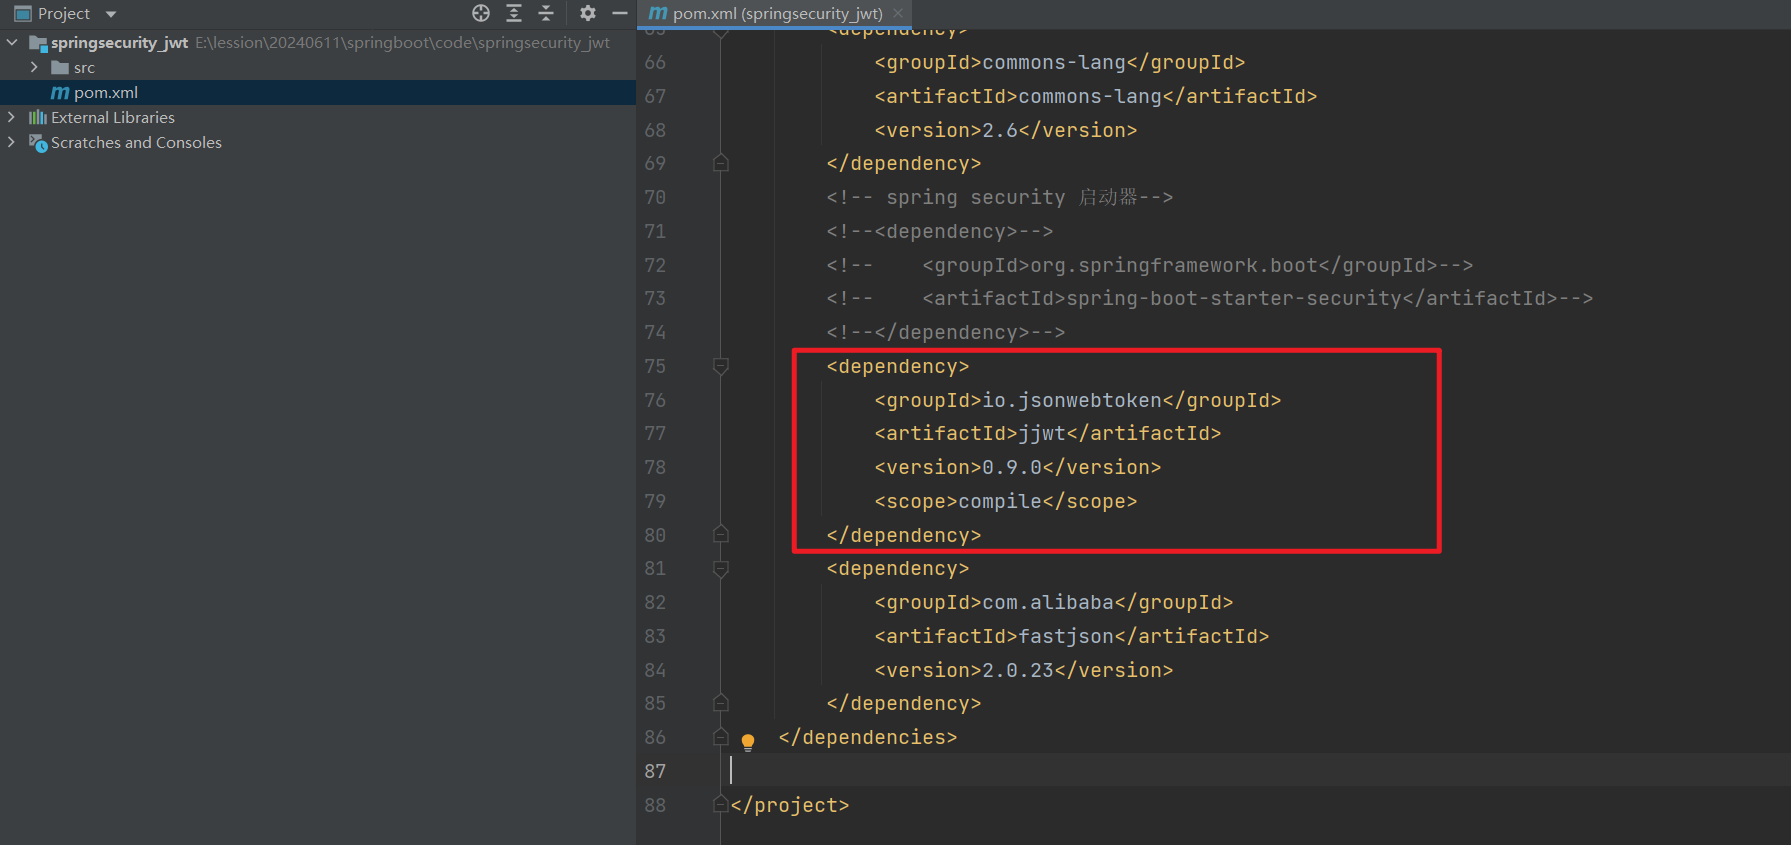 Project
springsecurity_jwt E:\lession\20240611\springboot\code\springsecurity_jwt
src
pom.xml
External Libraries
Scratches and Consoles
pom.xml (springsecurity_jwt)
65 <dependency>
66 <groupId>commons-lang</groupId>
67 <artifactId>commons-lang</artifactId>
68 <version>2.6</version>
69 </dependency>
70 <!-- spring security 启动器-->
71 <!--<dependency>-->
72 <!--    <groupId>org.springframework.boot</groupId>-->
73 <!--    <artifactId>spring-boot-starter-security</artifactId>-->
74 <!--</dependency>-->
75 <dependency>
76 <groupId>io.jsonwebtoken</groupId>
77 <artifactId>jjwt</artifactId>
78 <version>0.9.0</version>
79 <scope>compile</scope>
80 </dependency>
81 <dependency>
82 <groupId>com.alibaba</groupId>
83 <artifactId>fastjson</artifactId>
84 <version>2.0.23</version>
85 </dependency>
86 </dependencies>
87
88 </project>